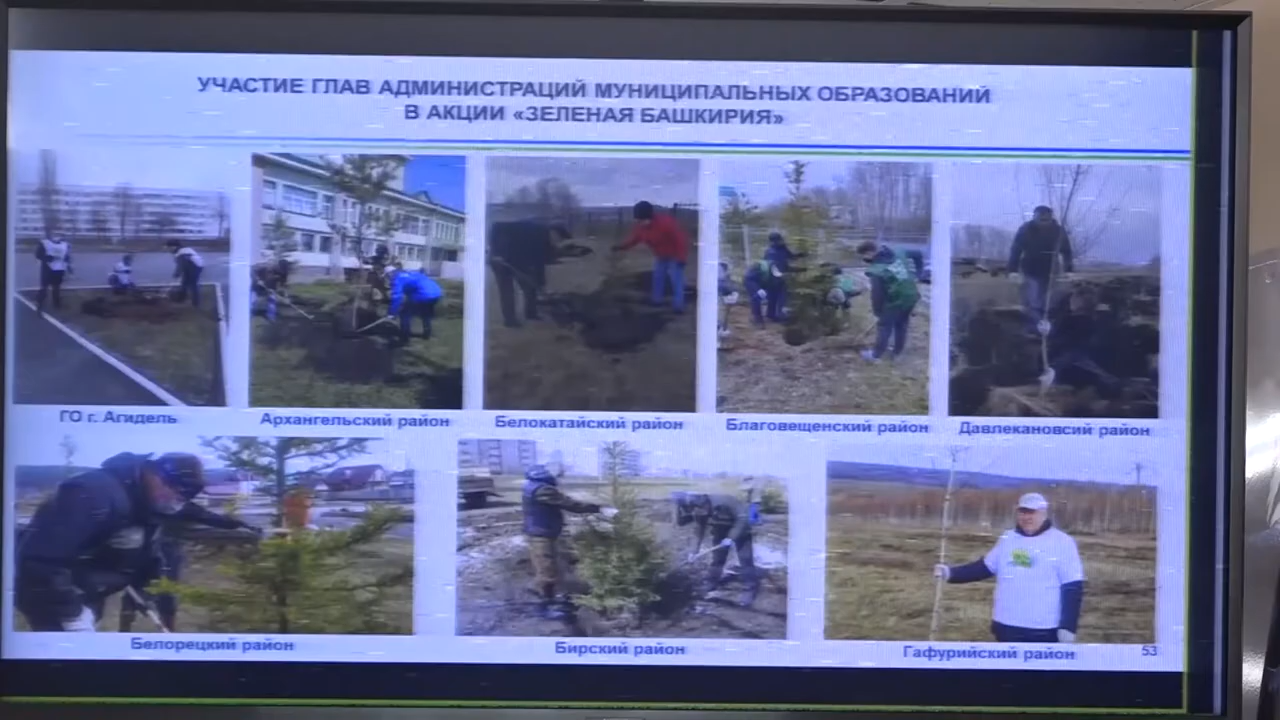 УЧАСТИЕ ГЛАВ АДМИНИСТРАЦИЙ МУНИЦИПАЛЬНЫХ ОБРАЗОВАНИЙ
В АКЦИИ «ЗЕЛЕНАЯ БАШКИРИЯ»
ГО г. Агидель
Архангельский район
Белокатайский район
Благовещенский район
Давлекановсий район
Белорецкий район
Бирский район
Гафурийский район
53